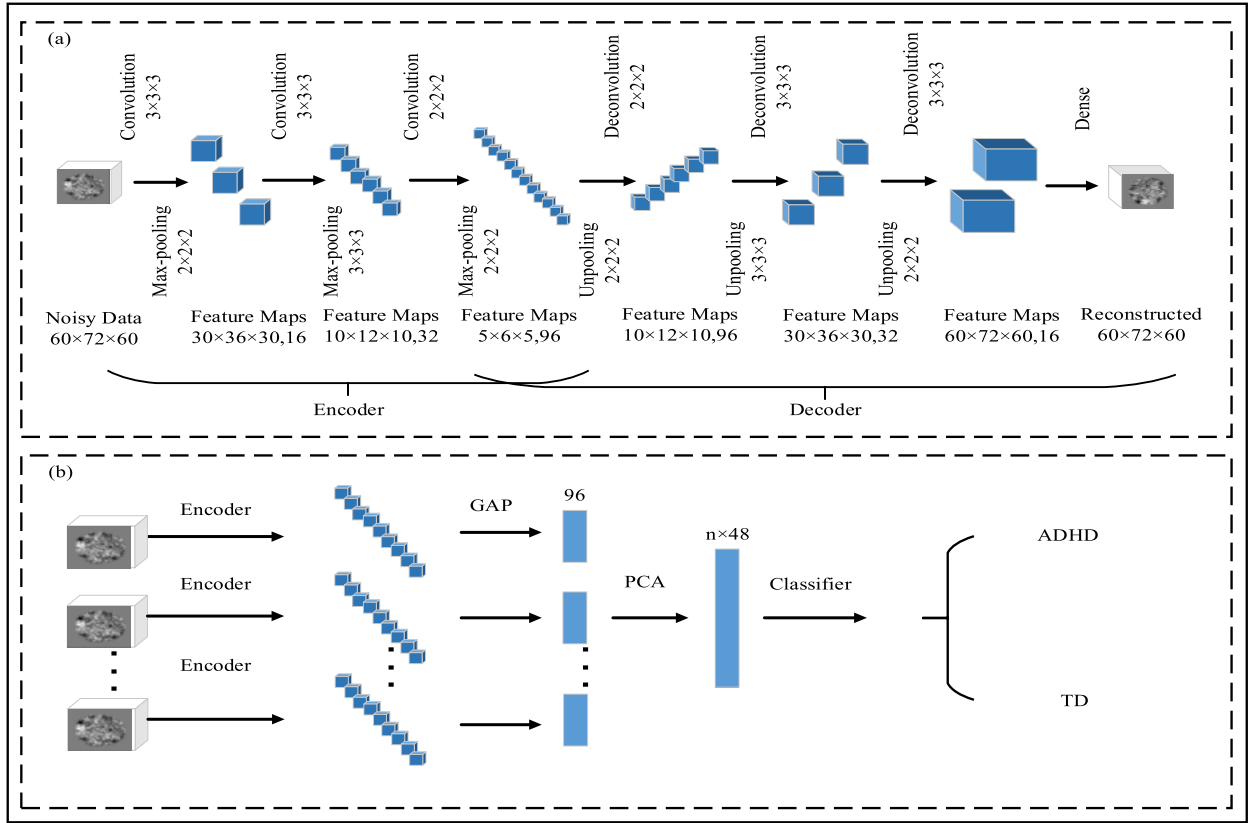 (a)
Convolution
3×3×3
Convolution
3×3×3
Convolution
2×2×2
Deconvolution
2×2×2
Deconvolution
3×3×3
Deconvolution
3×3×3
Dense
Max-pooling
2×2×2
Max-pooling
3×3×3
Max-pooling
2×2×2
Unpooling
2×2×2
Unpooling
3×3×3
Unpooling
2×2×2
Noisy Data
60×72×60
Feature Maps
30×36×30,16
Feature Maps
10×12×10,32
Feature Maps
5×6×5,96
Feature Maps
10×12×10,96
Feature Maps
30×36×30,32
Feature Maps
60×72×60,16
Reconstructed
60×72×60
Encoder
Decoder
(b)
Encoder
Encoder
Encoder
GAP
96
PCA
n×48
Classifier
ADHD
TD